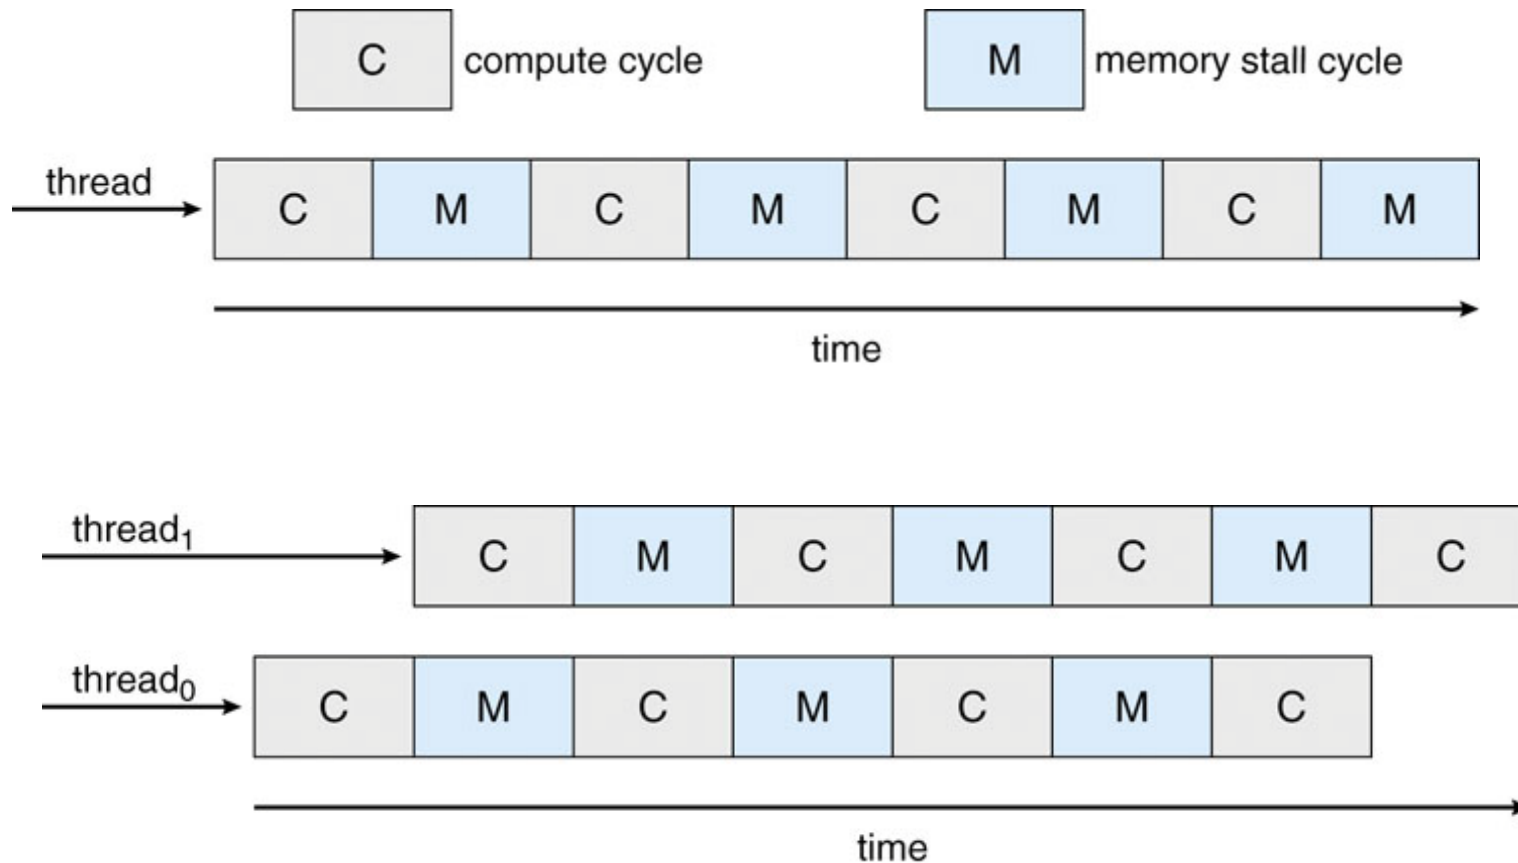 C compute cycle M memory stall cycle
thread
C M C M C M C M
time
thread1
C M C M C M C
thread0
C M C M C M C
time